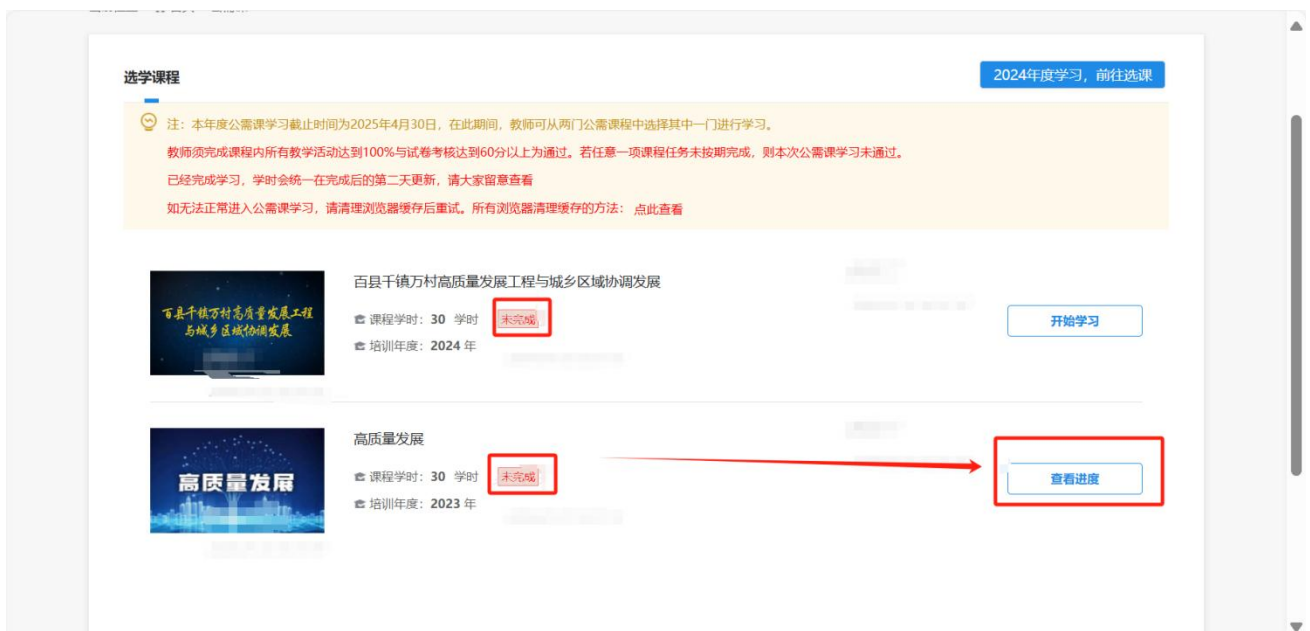 选学课程
2024年度学习，前往选课
注：本年度公需课学习截止时间为2025年4月30日，在此期间，教师可从两门公需课程中选择其中一门进行学习。
教师须完成课程内所有教学活动达到100%与试卷考核达到60分以上为通过。若任意一项课程任务未按期完成，则本次公需课学习未通过。
已经完成学习，学时会统一在完成后的第二天更新，请大家留意查看
如无法正常进入公需课学习，请清理浏览器缓存后重试。所有浏览器清理缓存的方法： 点此查看
百县千镇万村高质量发展工程
与城乡区域协调发展
百县千镇万村高质量发展工程与城乡区域协调发展
课程学时：30 学时 未完成
培训年度：2024 年
开始学习
高质量发展
高质量发展
课程学时：30 学时 未完成
培训年度：2023 年
查看进度